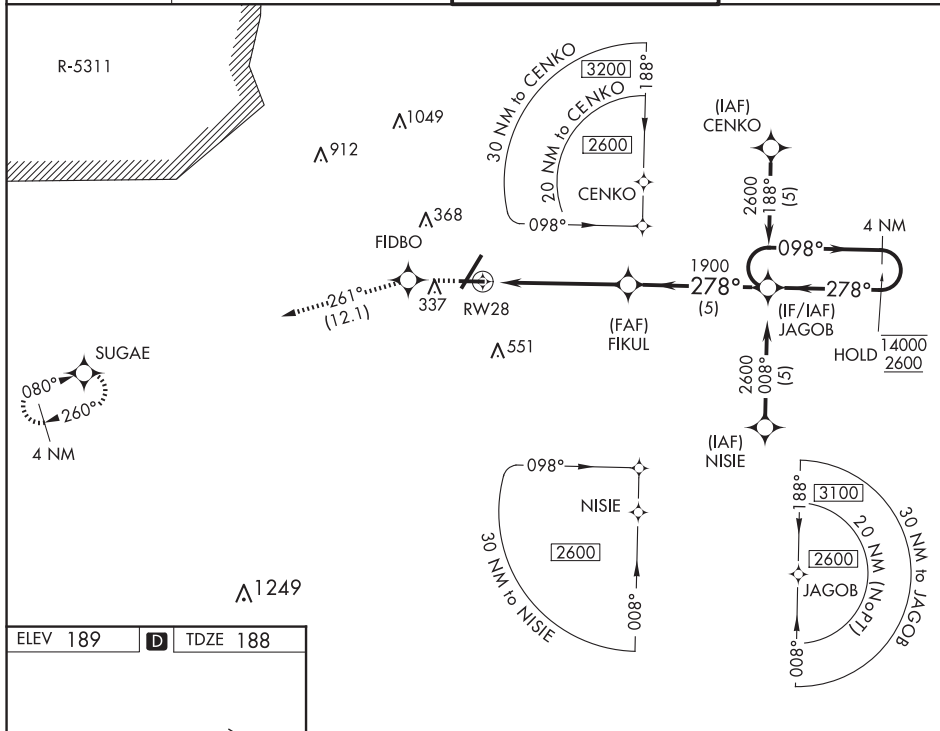 R-5311
1049
912
368
FIDBO
337
RW28
551
261°
(12.1)
SUGAE
080°
260°
4 NM
1249
30 NM to CENKO
3200
188°
20 NM to CENKO
2600
CENKO
098°
(IAF)
CENKO
2600
188°
(5)
4 NM
098°
1900
278°
(5)
278°
(FAF)
FIKUL
(IF/IAF)
JAGOB
HOLD
14000
2600
2600
008°
(5)
(IAF)
NISIE
098°
NISIE
2600
30 NM to NISIE
008°
188°
3100
2600
JAGOB
20 NM (NoPT)
30 NM to JAGOB
008°
ELEV 189 D TDZE 188